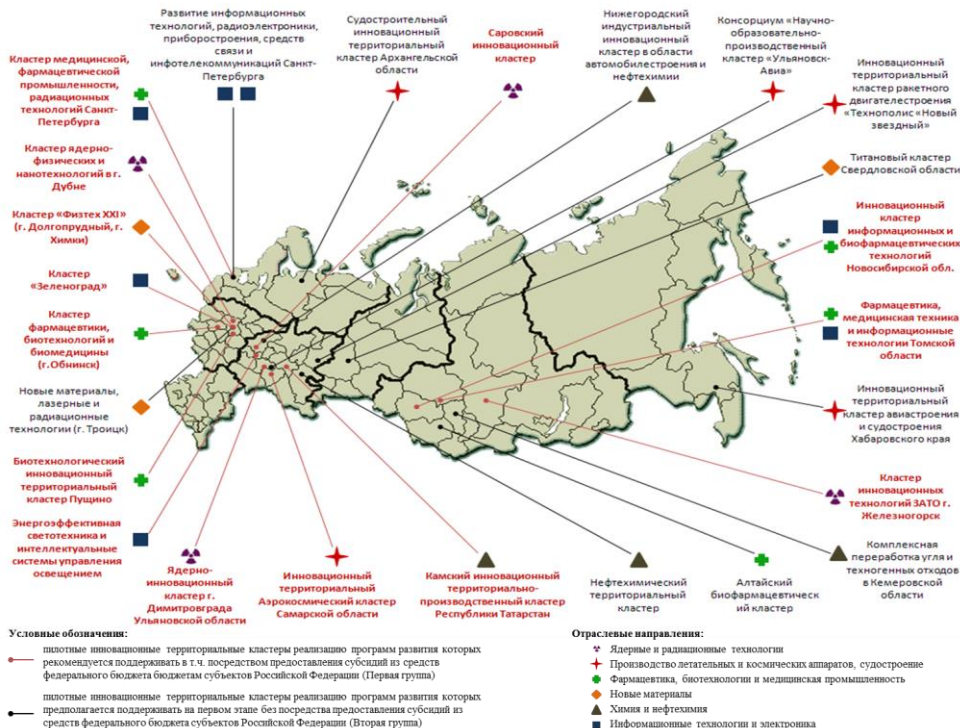 Развитие информационных
технологий, радиоэлектроники,
приборостроения, средств
связи и
инфотелекоммуникаций Санкт-
Петербурга
Судостроительный
инновационный
территориальный
кластер Архангельской
области
Саровский
инновационный
кластер
Нижегородский
индустриальный
инновационный
кластер в области
автомобилестроения и
нефтехимии
Консорциум «Научно-
образовательно-
производственный
кластер «Ульяновск-
Авиа»
Кластер медицинской,
фармацевтической
промышленности,
радиационных
технологий Санкт-
Петербурга
Инновационный
территориальный
кластер ракетного
двигателестроения
«Технополис «Новый
звездный»
Кластер ядерно-
физических и
нанотехнологий в г.
Дубне
Титановый кластер
Свердловской области
Кластер «Физтех XXI»
(г. Долгопрудный, г.
Химки)
Инновационный
кластер
информационных и
биофармацевтических
технологий
Новосибирской обл.
Кластер
«Зеленоград»
Кластер
фармацевтики,
биотехнологий и
биомедицины
(г.Обнинск)
Фармацевтика,
медицинская техника
и информационные
технологии Томской
области
Новые материалы,
лазерные и
радиационные
технологии (г. Троицк)
Инновационный
территориальный
кластер авиастроения
и судостроения
Хабаровского края
Биотехнологический
инновационный
территориальный
кластер Пущино
Кластер
инновационных
технологий ЗАТО г.
Железногорск
Энергоэффективная
светотехника и
интеллектуальные
системы управления
освещением
Ядерно-
инновационный
кластер г.
Димитровграда
Ульяновской области
Инновационный
территориальный
Аэрокосмический кластер
Самарской области
Камский инновационный
территориально-
производственный кластер
Республики Татарстан
Нефтехимический
территориальный
кластер
Алтайский
биофармацевтичес
кий кластер
Комплексная
переработка угля и
техногенных отходов
в Кемеровской
области
Условные обозначения:
пилотные инновационные территориальные кластеры реализацию программ развития которых
рекомендуется поддерживать в т.ч. посредством предоставления субсидий из средств
федерального бюджета бюджетам субъектов Российской Федерации (Первая группа)
пилотные инновационные территориальные кластеры реализацию программ развития которых
предполагается поддерживать на первом этапе без посредства предоставления субсидий из
средств федерального бюджета субъектов Российской Федерации (Вторая группа)
Отраслевые направления:
Ядерные и радиационные технологии
Производство летательных и космических аппаратов, судостроение
Фармацевтика, биотехнологии и медицинская промышленность
Новые материалы
Химия и нефтехимия
Информационные технологии и электроника